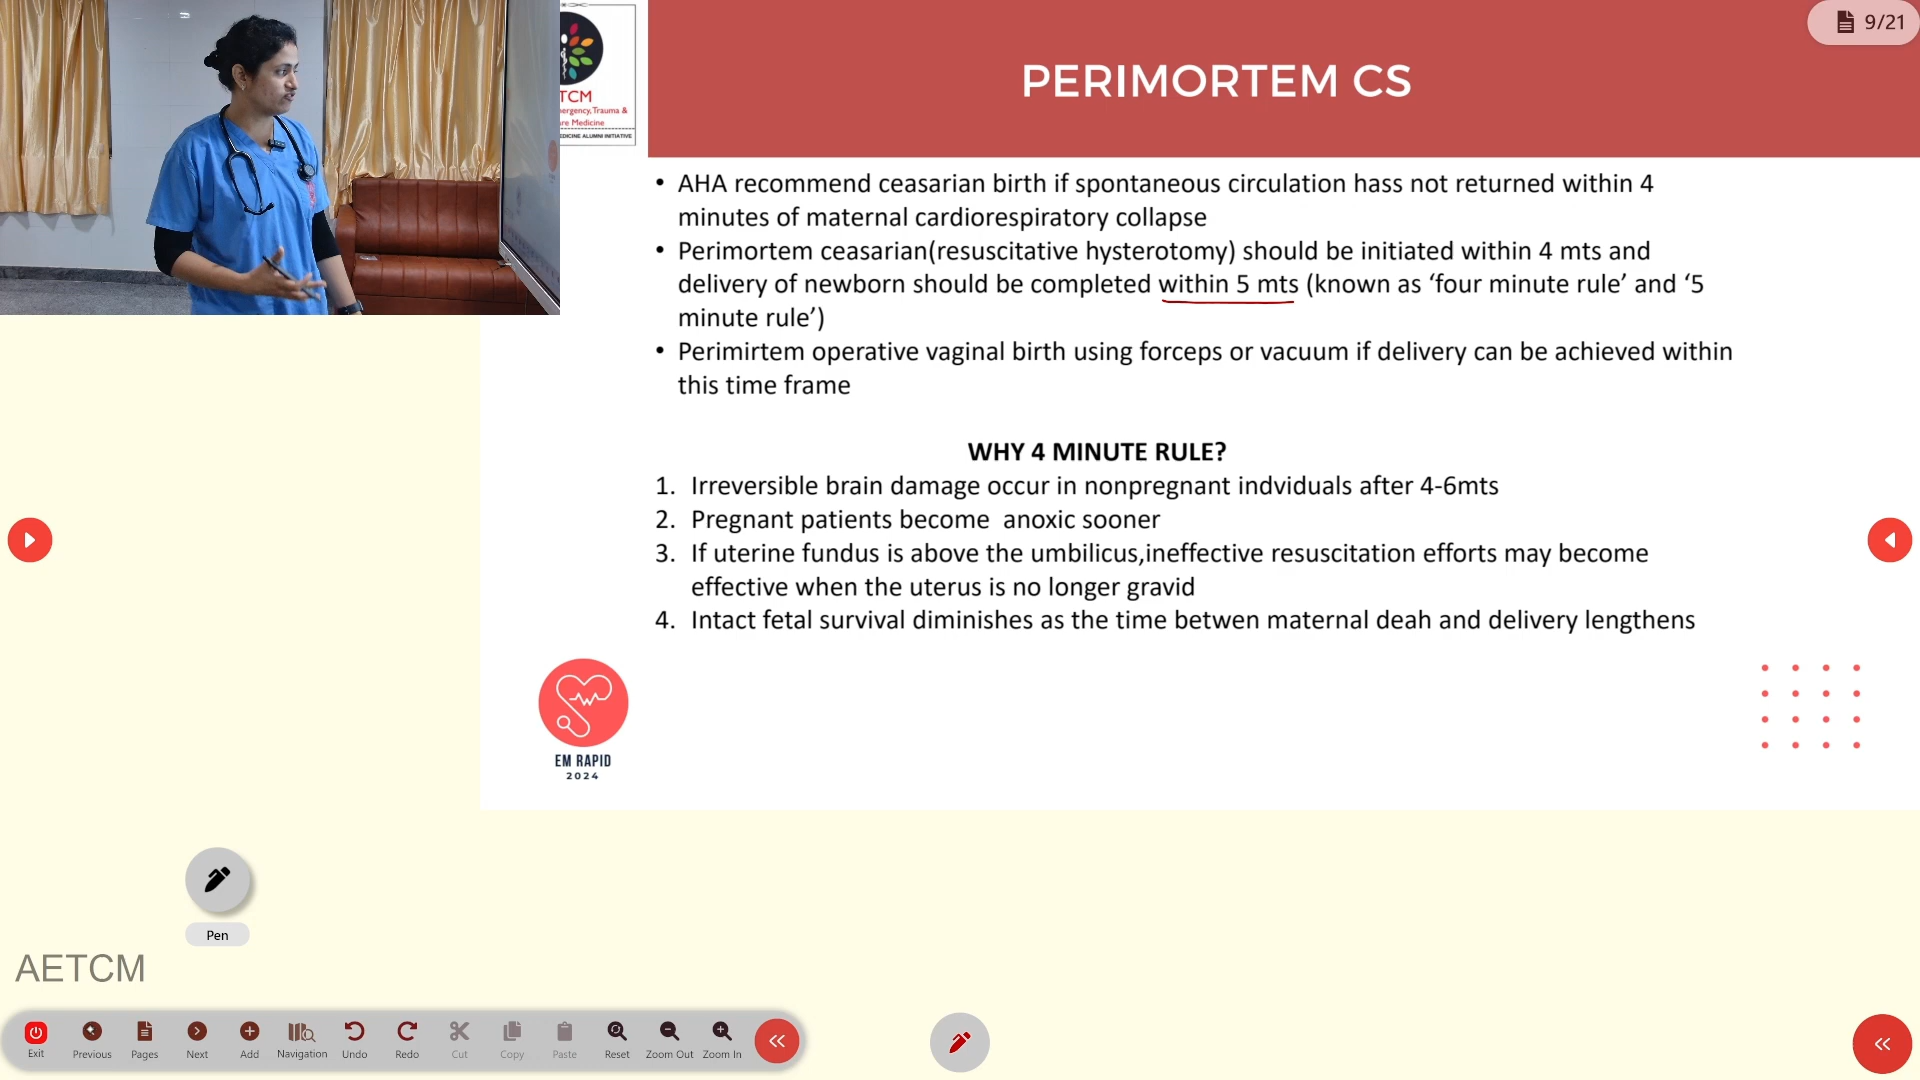 9/21
TCM
ergency, Trauma &
re Medicine
EDICINE ALUMNI INITIATIVE
PERIMORTEM CS
• AHA recommend ceasarian birth if spontaneous circulation hass not returned within 4
minutes of maternal cardiorespiratory collapse
• Perimortem ceasarian(resuscitative hysterotomy) should be initiated within 4 mts and
delivery of newborn should be completed within 5 mts (known as ‘four minute rule’ and ‘5
minute rule’)
• Perimirtem operative vaginal birth using forceps or vacuum if delivery can be achieved within
this time frame
WHY 4 MINUTE RULE?
1. Irreversible brain damage occur in nonpregnant indviduals after 4-6mts
2. Pregnant patients become anoxic sooner
3. If uterine fundus is above the umbilicus,ineffective resuscitation efforts may become
effective when the uterus is no longer gravid
4. Intact fetal survival diminishes as the time betwen maternal deah and delivery lengthens
EM RAPID
2024
Pen
AETCM
Exit Previous Pages Next Add Navigation Undo Redo Cut Copy Paste Reset Zoom Out Zoom In